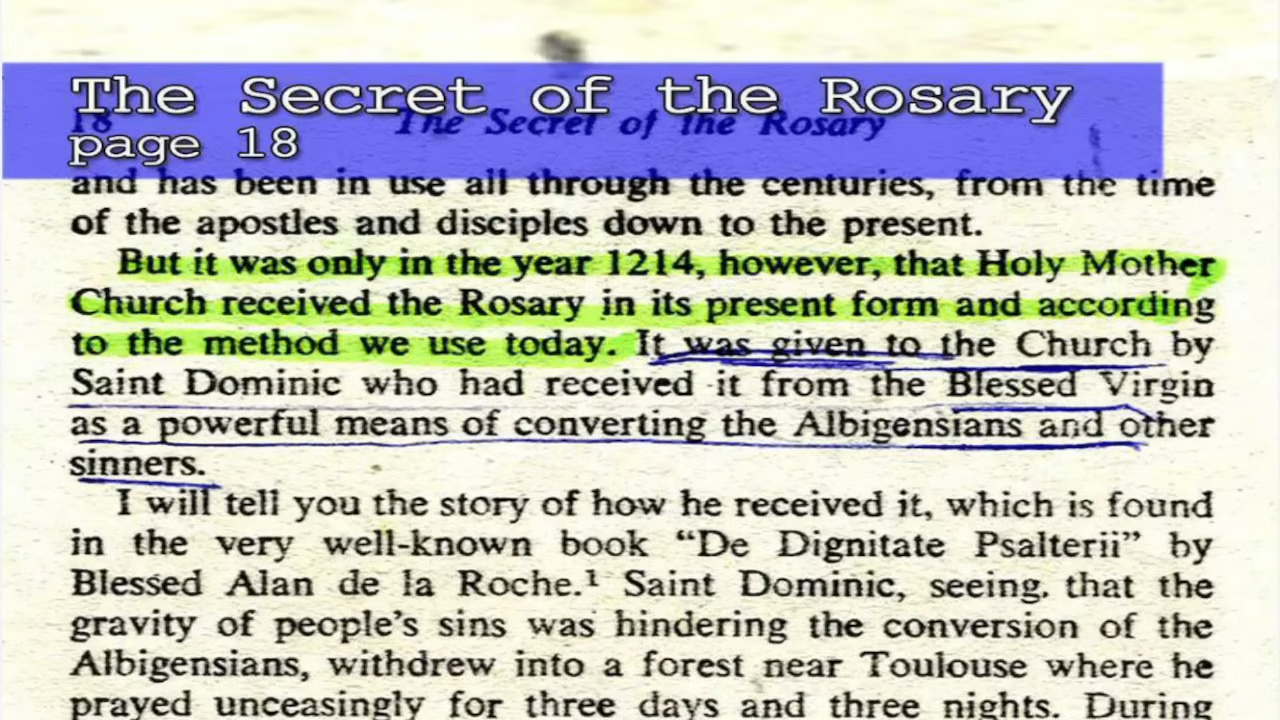 The Secret of the Rosary
page 18
18 The Secret of the Rosary
and has been in use all through the centuries, from the time
of the apostles and disciples down to the present.
But it was only in the year 1214, however, that Holy Mother
Church received the Rosary in its present form and according
to the method we use today. It was given to the Church by
Saint Dominic who had received it from the Blessed Virgin
as a powerful means of converting the Albigensians and other
sinners.
I will tell you the story of how he received it, which is found
in the very well-known book “De Dignitate Psalterii” by
Blessed Alan de la Roche.¹ Saint Dominic, seeing that the
gravity of people’s sins was hindering the conversion of the
Albigensians, withdrew into a forest near Toulouse where he
prayed unceasingly for three days and three nights. During